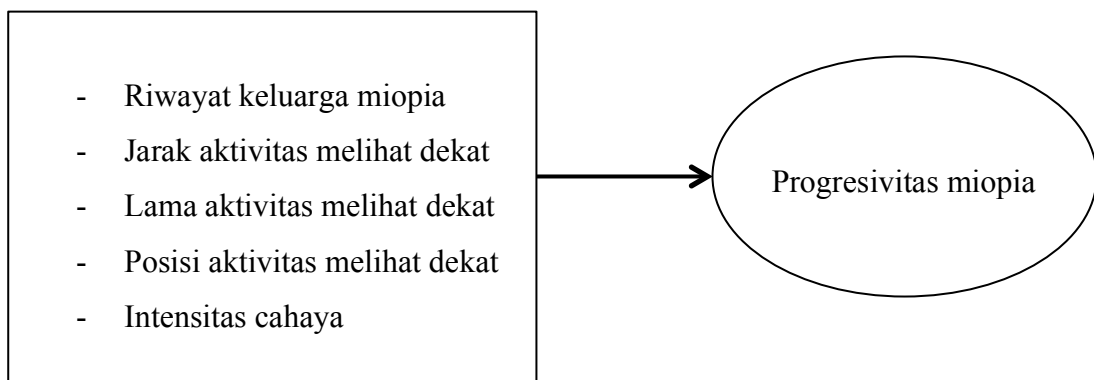 - Riwayat keluarga miopia
- Jarak aktivitas melihat dekat
- Lama aktivitas melihat dekat
- Posisi aktivitas melihat dekat
- Intensitas cahaya
Progresivitas miopia